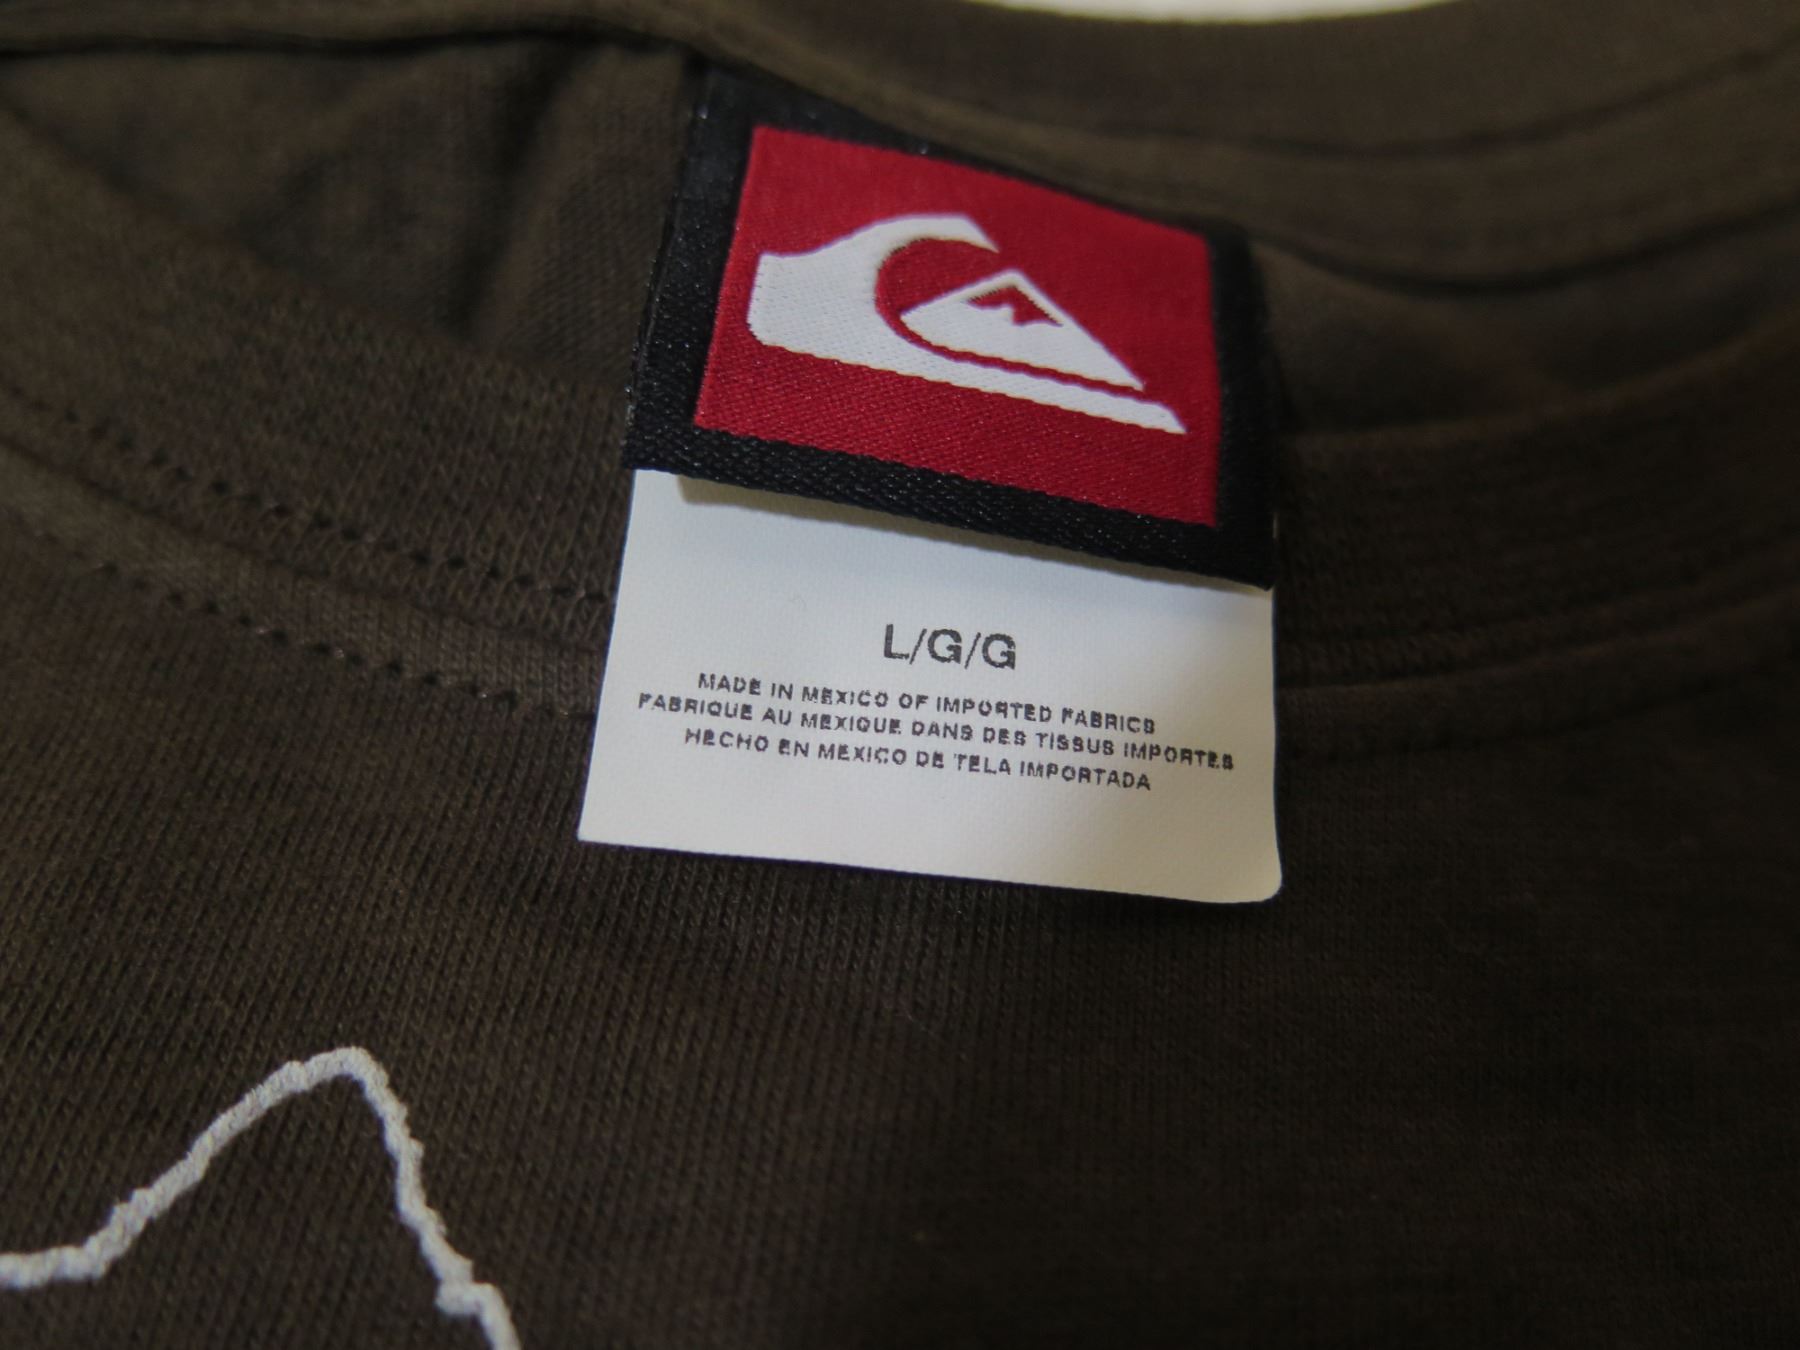 L/G/G
MADE IN MEXICO OF IMPORTED FABRICS
FABRIQUE AU MEXIQUE DANS DES TISSUS IMPORTES
HECHO EN MEXICO DE TELA IMPORTADA